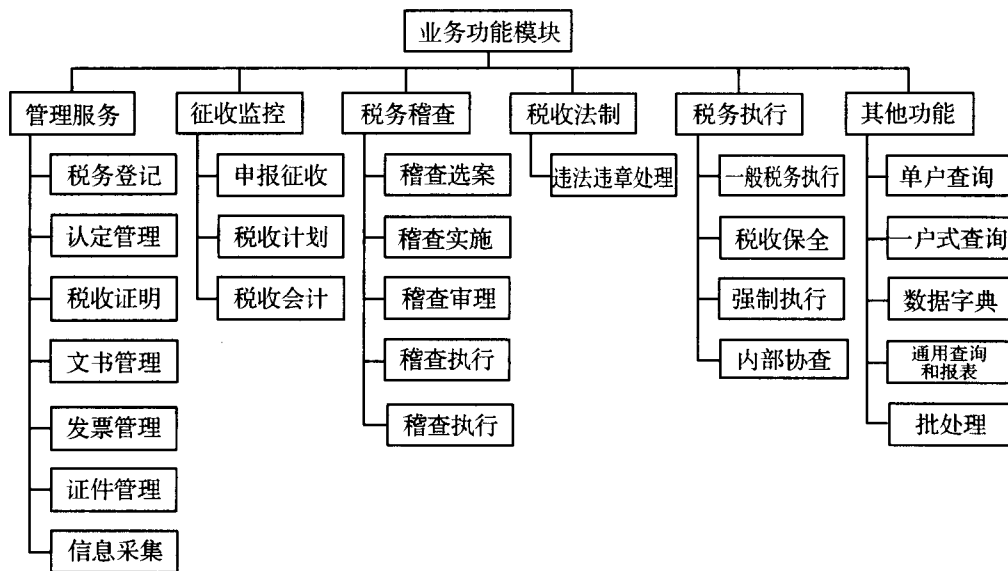 业务功能模块
管理服务
征收监控
税务稽查
税收法制
税务执行
其他功能
税务登记
认定管理
税收证明
文书管理
发票管理
证件管理
信息采集
申报征收
税收计划
税收会计
稽查选案
稽查实施
稽查审理
稽查执行
稽查执行
违法违章处理
一般税务执行
税收保全
强制执行
内部协查
单户查询
一户式查询
数据字典
通用查询
和报表
批处理